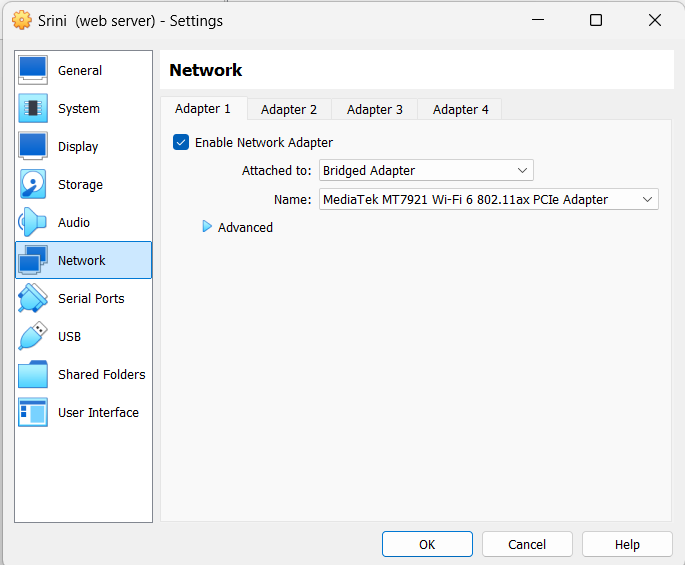 Srini  (web server) - Settings
General
System
Display
Storage
Audio
Network
Serial Ports
USB
Shared Folders
User Interface
Network
Adapter 1 Adapter 2 Adapter 3 Adapter 4
Enable Network Adapter
Attached to: Bridged Adapter
Name: MediaTek MT7921 Wi-Fi 6 802.11ax PCIe Adapter
Advanced
OK Cancel Help